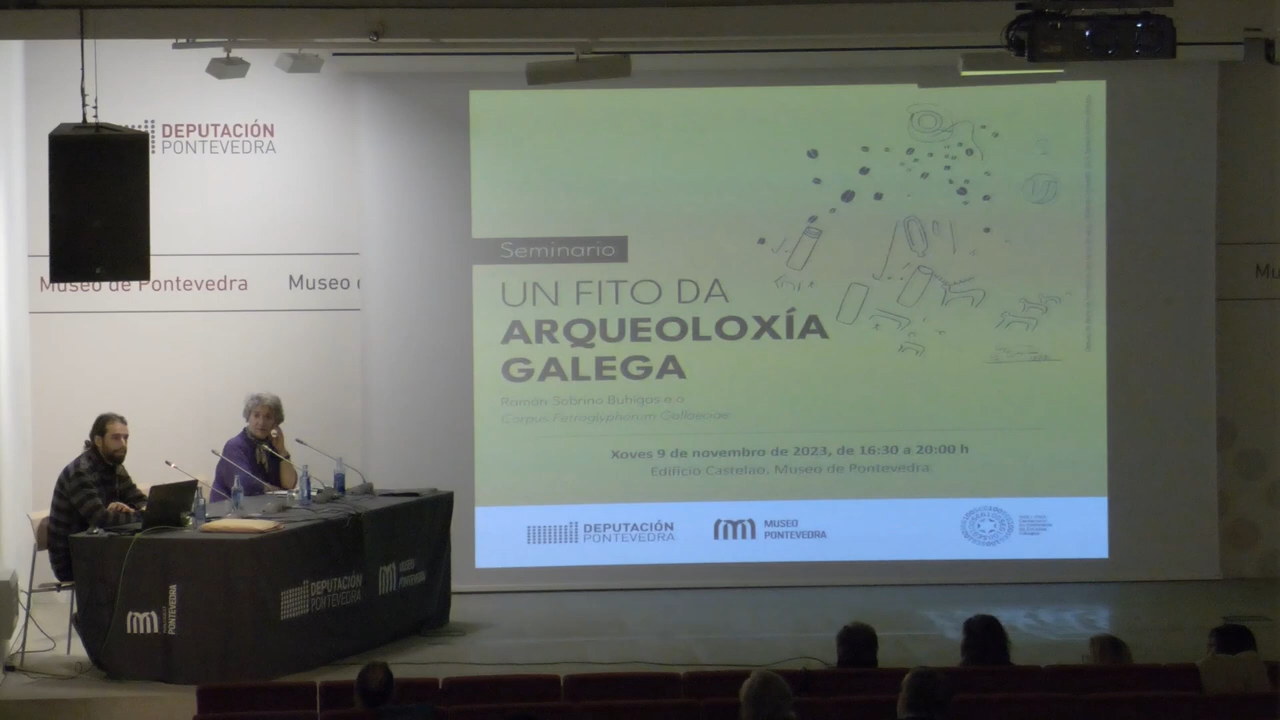 DEPUTACIÓN
PONTEVEDRA
Museo de Pontevedra
Museo
Mu
Seminario
UN FITO DA
ARQUEOLOXÍA
GALEGA
Ramón Sobrino Buhigas e o
Corpus Petroglyphorum Gallaeciae
Xoves 9 de novembro de 2023, de 16:30 a 20:00 h
Edificio Castelao. Museo de Pontevedra
DEPUTACIÓN
PONTEVEDRA
MUSEO
PONTEVEDRA
DEPUTACIÓN
PONTEVEDRA
MUSEO
PONTEVEDRA
MUSEO
PONTEVEDRA